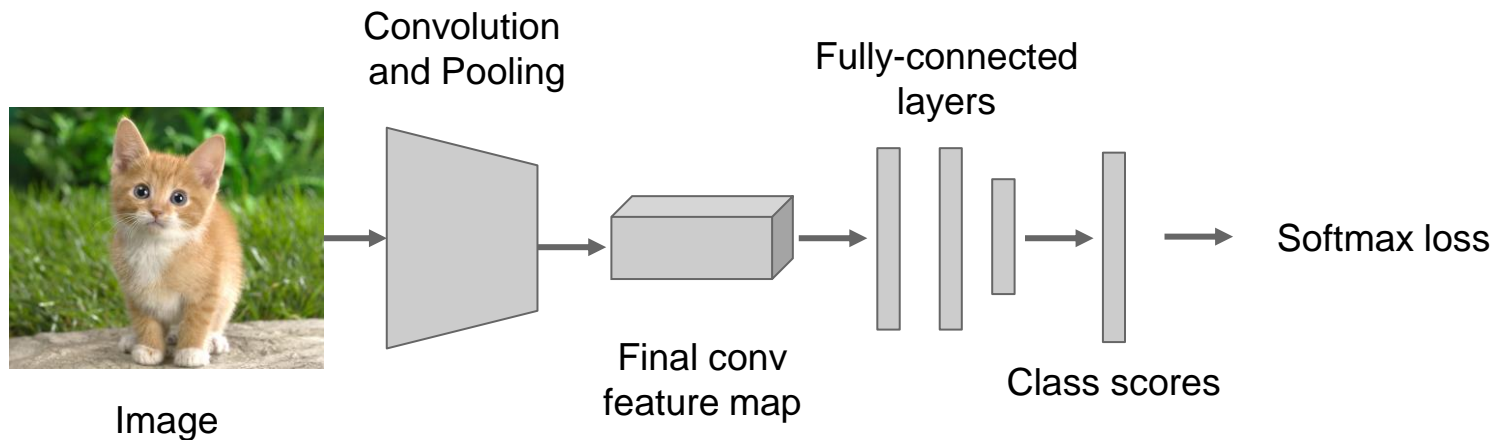 Convolution
and Pooling
Fully-connected
layers
Softmax loss
Final conv
feature map
Class scores
Image